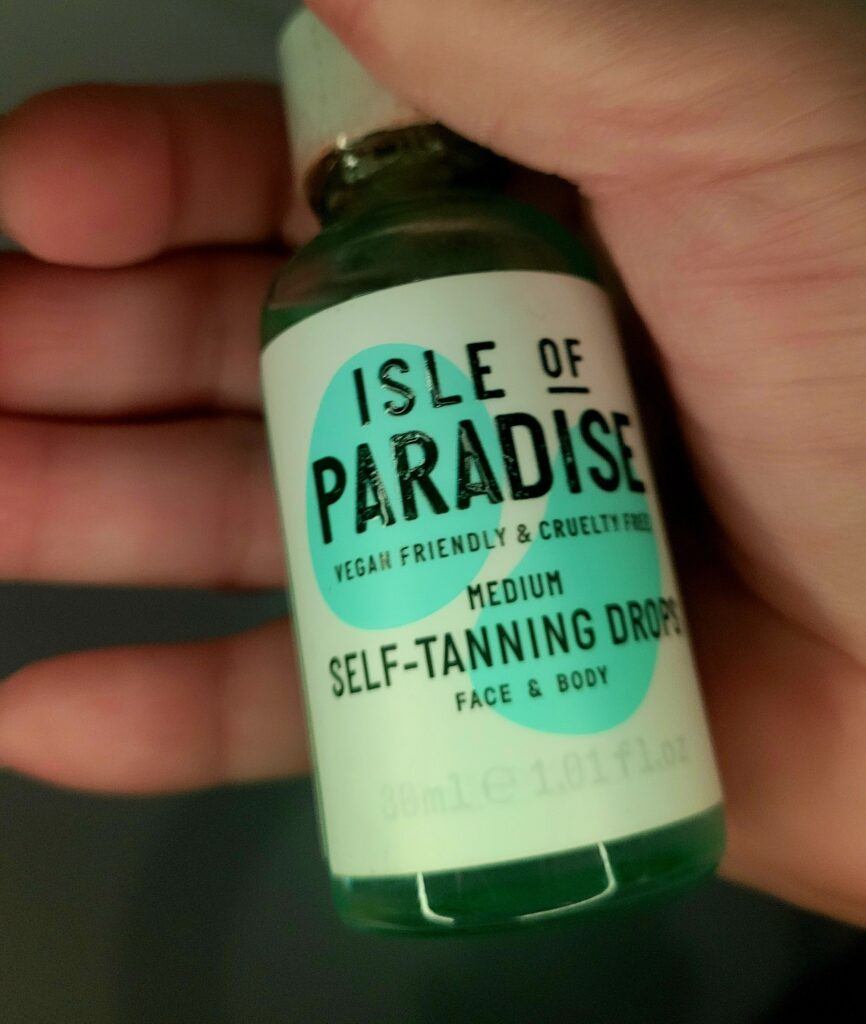 ISLE OF
PARADISE
VEGAN FRIENDLY & CRUELTY FREE
MEDIUM
SELF-TANNING DROPS
FACE & BODY
30ml e 1.01fl.oz